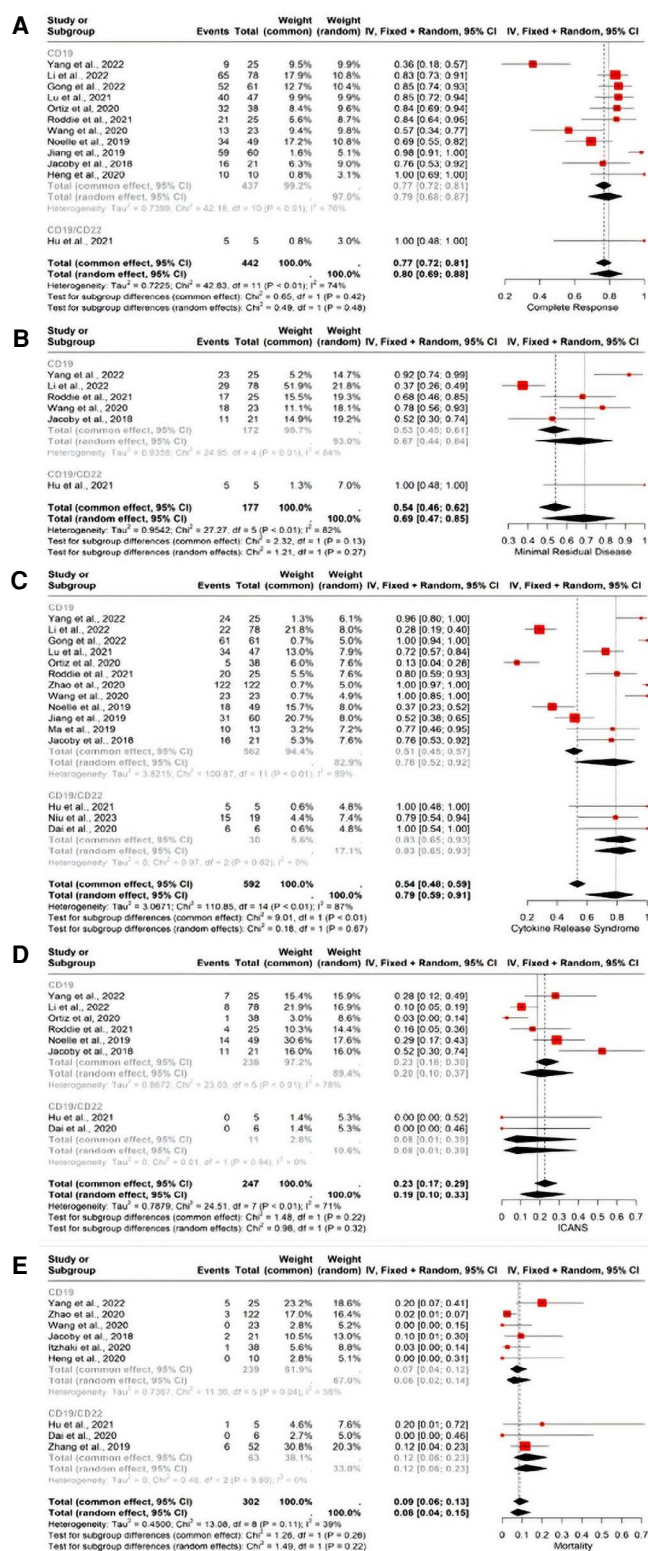 A
Study or Subgroup Events Total Weight (common) Weight (random) IV, Fixed + Random, 95% CI IV, Fixed + Random, 95% CI
CD19
Yang et al., 2022 9 25 9.5% 9.9% 0.36 [0.18; 0.57]
Li et al., 2022 65 78 17.9% 10.8% 0.83 [0.73; 0.91]
Gong et al., 2022 52 61 12.7% 10.4% 0.85 [0.74; 0.93]
Lu et al., 2021 40 47 9.9% 9.9% 0.85 [0.72; 0.94]
Ortiz et al., 2020 32 38 8.4% 9.6% 0.84 [0.69; 0.94]
Roddie et al., 2021 21 25 5.6% 8.7% 0.84 [0.64; 0.95]
Wang et al., 2020 13 23 9.4% 9.8% 0.57 [0.34; 0.77]
Noelle et al., 2019 34 49 17.2% 10.8% 0.69 [0.55; 0.82]
Jiang et al., 2019 59 60 1.6% 5.1% 0.98 [0.91; 1.00]
Jacoby et al., 2018 16 21 6.3% 9.0% 0.76 [0.53; 0.92]
Heng et al., 2020 10 10 0.8% 3.1% 1.00 [0.69; 1.00]
Total (common effect, 95% CI) 437 99.2% . 0.77 [0.72; 0.81]
Total (random effect, 95% CI) . 97.0% 0.79 [0.68; 0.87]
Heterogeneity: Tau² = 0.7399; Chi² = 42.18, df = 10 (P < 0.01); I² = 76%
CD19/CD22
Hu et al., 2021 5 5 0.8% 3.0% 1.00 [0.48; 1.00]
Total (common effect, 95% CI) 442 100.0% . 0.77 [0.72; 0.81]
Total (random effect, 95% CI) . 100.0% 0.80 [0.69; 0.88]
Heterogeneity: Tau² = 0.7225; Chi² = 42.63, df = 11 (P < 0.01); I² = 74%
Test for subgroup differences (common effect): Chi² = 0.65, df = 1 (P = 0.42)
Test for subgroup differences (random effects): Chi² = 0.49, df = 1 (P = 0.48)
0.2 0.4 0.6 0.8 1
Complete Response
B
Study or Subgroup Events Total Weight (common) Weight (random) IV, Fixed + Random, 95% CI IV, Fixed + Random, 95% CI
CD19
Yang et al., 2022 23 25 5.2% 14.7% 0.92 [0.74; 0.99]
Li et al., 2022 29 78 51.9% 21.8% 0.37 [0.26; 0.49]
Roddie et al., 2021 17 25 15.5% 19.3% 0.68 [0.46; 0.85]
Wang et al., 2020 18 23 11.1% 18.1% 0.78 [0.56; 0.93]
Jacoby et al., 2018 11 21 14.9% 19.2% 0.52 [0.30; 0.74]
Total (common effect, 95% CI) 172 98.7% . 0.53 [0.45; 0.61]
Total (random effect, 95% CI) . 93.0% 0.67 [0.44; 0.84]
Heterogeneity: Tau² = 0.9358; Chi² = 24.95, df = 4 (P < 0.01); I² = 84%
CD19/CD22
Hu et al., 2021 5 5 1.3% 7.0% 1.00 [0.48; 1.00]
Total (common effect, 95% CI) 177 100.0% . 0.54 [0.46; 0.62]
Total (random effect, 95% CI) . 100.0% 0.69 [0.47; 0.85]
Heterogeneity: Tau² = 0.9542; Chi² = 27.27, df = 5 (P < 0.01); I² = 82%
Test for subgroup differences (common effect): Chi² = 2.32, df = 1 (P = 0.13)
Test for subgroup differences (random effects): Chi² = 1.21, df = 1 (P = 0.27)
0.3 0.4 0.5 0.6 0.7 0.8 0.9 1
Minimal Residual Disease
C
Study or Subgroup Events Total Weight (common) Weight (random) IV, Fixed + Random, 95% CI IV, Fixed + Random, 95% CI
CD19
Yang et al., 2022 24 25 1.3% 6.1% 0.96 [0.80; 1.00]
Li et al., 2022 22 78 21.8% 8.0% 0.28 [0.19; 0.40]
Gong et al., 2022 61 61 0.7% 5.0% 1.00 [0.94; 1.00]
Lu et al., 2021 34 47 13.0% 7.9% 0.72 [0.57; 0.84]
Ortiz et al., 2020 5 38 6.0% 7.6% 0.13 [0.04; 0.28]
Roddie et al., 2021 20 25 5.5% 7.6% 0.80 [0.59; 0.93]
Zhao et al., 2020 122 122 0.7% 5.0% 1.00 [0.97; 1.00]
Wang et al., 2020 23 23 0.7% 4.9% 1.00 [0.85; 1.00]
Noelle et al., 2019 18 49 15.7% 8.0% 0.37 [0.23; 0.52]
Jiang et al., 2019 31 60 20.7% 8.0% 0.52 [0.38; 0.65]
Ma et al., 2019 10 13 3.2% 7.2% 0.77 [0.46; 0.95]
Jacoby et al., 2018 16 21 5.3% 7.6% 0.76 [0.53; 0.92]
Total (common effect, 95% CI) 562 94.4% . 0.51 [0.45; 0.57]
Total (random effect, 95% CI) . 82.9% 0.78 [0.52; 0.92]
Heterogeneity: Tau² = 3.8215; Chi² = 100.87, df = 11 (P < 0.01); I² = 89%
CD19/CD22
Hu et al., 2021 5 5 0.6% 4.8% 1.00 [0.48; 1.00]
Niu et al., 2023 15 19 4.4% 7.4% 0.79 [0.54; 0.94]
Dai et al., 2020 6 6 0.6% 4.8% 1.00 [0.54; 1.00]
Total (common effect, 95% CI) 30 5.6% . 0.83 [0.65; 0.93]
Total (random effect, 95% CI) . 17.1% 0.83 [0.65; 0.93]
Heterogeneity: Tau² = 0; Chi² = 0.97, df = 2 (P = 0.62); I² = 0%
Total (common effect, 95% CI) 592 100.0% . 0.54 [0.48; 0.59]
Total (random effect, 95% CI) . 100.0% 0.79 [0.59; 0.91]
Heterogeneity: Tau² = 3.0671; Chi² = 110.85, df = 14 (P < 0.01); I² = 87%
Test for subgroup differences (common effect): Chi² = 9.01, df = 1 (P < 0.01)
Test for subgroup differences (random effects): Chi² = 0.18, df = 1 (P = 0.67)
0.2 0.4 0.6 0.8 1
Cytokine Release Syndrome
D
Study or Subgroup Events Total Weight (common) Weight (random) IV, Fixed + Random, 95% CI IV, Fixed + Random, 95% CI
CD19
Yang et al., 2022 7 25 15.4% 15.9% 0.28 [0.12; 0.49]
Li et al., 2022 8 78 21.9% 16.9% 0.10 [0.05; 0.19]
Ortiz et al., 2020 1 38 3.0% 8.9% 0.03 [0.00; 0.14]
Roddie et al., 2021 4 25 10.3% 14.4% 0.16 [0.05; 0.36]
Noelle et al., 2019 14 49 30.6% 17.6% 0.29 [0.17; 0.43]
Jacoby et al., 2018 11 21 16.0% 16.0% 0.52 [0.30; 0.74]
Total (common effect, 95% CI) 236 97.2% . 0.23 [0.18; 0.30]
Total (random effect, 95% CI) . 89.4% 0.20 [0.10; 0.37]
Heterogeneity: Tau² = 0.8672; Chi² = 23.03, df = 5 (P < 0.01); I² = 78%
CD19/CD22
Hu et al., 2021 0 5 1.4% 5.3% 0.00 [0.00; 0.52]
Dai et al., 2020 0 6 1.4% 5.3% 0.00 [0.00; 0.46]
Total (common effect, 95% CI) 11 2.8% . 0.08 [0.01; 0.39]
Total (random effect, 95% CI) . 10.6% 0.08 [0.01; 0.39]
Heterogeneity: Tau² = 0; Chi² = 0.01, df = 1 (P = 0.94); I² = 0%
Total (common effect, 95% CI) 247 100.0% . 0.23 [0.17; 0.29]
Total (random effect, 95% CI) . 100.0% 0.19 [0.10; 0.33]
Heterogeneity: Tau² = 0.7879; Chi² = 24.51, df = 7 (P < 0.01); I² = 71%
Test for subgroup differences (common effect): Chi² = 1.48, df = 1 (P = 0.22)
Test for subgroup differences (random effects): Chi² = 0.98, df = 1 (P = 0.32)
0 0.1 0.2 0.3 0.4 0.5 0.6 0.7
ICANS
E
Study or Subgroup Events Total Weight (common) Weight (random) IV, Fixed + Random, 95% CI IV, Fixed + Random, 95% CI
CD19
Yang et al., 2022 5 25 23.2% 18.6% 0.20 [0.07; 0.41]
Zhao et al., 2020 3 122 17.0% 16.4% 0.02 [0.01; 0.07]
Wang et al., 2020 0 23 2.8% 5.2% 0.00 [0.00; 0.15]
Jacoby et al., 2018 2 21 10.5% 13.0% 0.10 [0.01; 0.30]
Itzhaki et al., 2020 1 38 5.6% 8.8% 0.03 [0.00; 0.14]
Heng et al., 2020 0 10 2.8% 5.1% 0.00 [0.00; 0.31]
Total (common effect, 95% CI) 239 61.9% . 0.07 [0.04; 0.12]
Total (random effect, 95% CI) . 67.0% 0.06 [0.02; 0.14]
Heterogeneity: Tau² = 0.7367; Chi² = 11.36, df = 5 (P = 0.04); I² = 56%
CD19/CD22
Hu et al., 2021 1 5 4.6% 7.6% 0.20 [0.01; 0.72]
Dai et al., 2020 0 6 2.7% 5.0% 0.00 [0.00; 0.46]
Zhang et al., 2019 6 52 30.8% 20.3% 0.12 [0.04; 0.23]
Total (common effect, 95% CI) 63 38.1% . 0.12 [0.06; 0.23]
Total (random effect, 95% CI) . 33.0% 0.12 [0.06; 0.23]
Heterogeneity: Tau² = 0; Chi² = 0.46, df = 2 (P = 0.80); I² = 0%
Total (common effect, 95% CI) 302 100.0% . 0.09 [0.06; 0.13]
Total (random effect, 95% CI) . 100.0% 0.08 [0.04; 0.15]
Heterogeneity: Tau² = 0.4500; Chi² = 13.08, df = 8 (P = 0.11); I² = 39%
Test for subgroup differences (common effect): Chi² = 1.26, df = 1 (P = 0.26)
Test for subgroup differences (random effects): Chi² = 1.49, df = 1 (P = 0.22)
0 0.1 0.2 0.3 0.4 0.5 0.6 0.7
Mortality